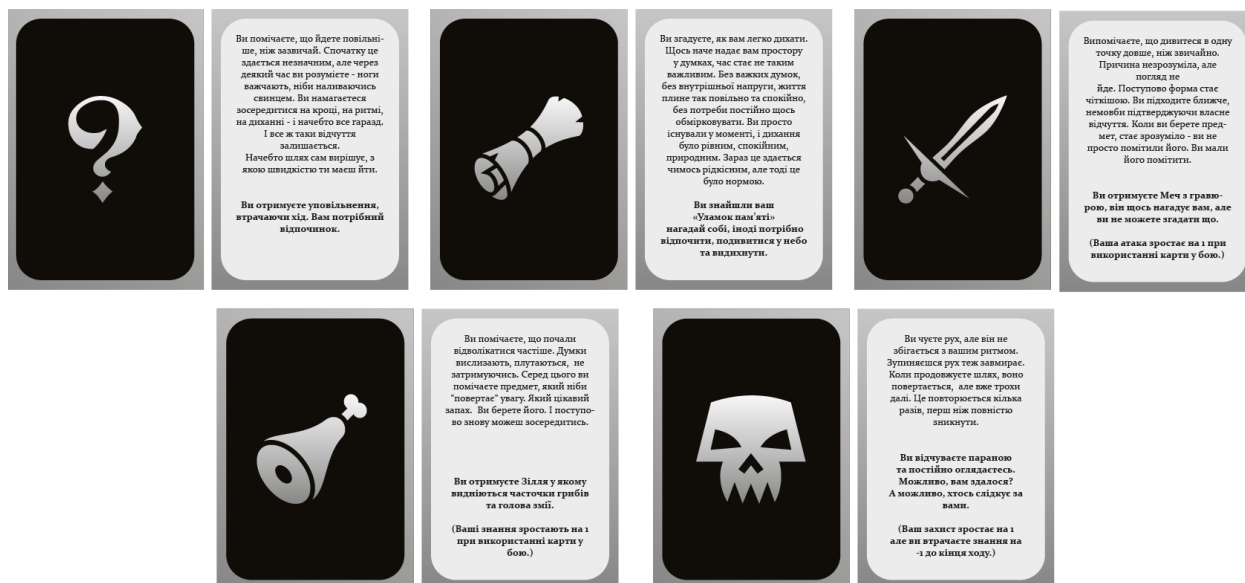 Ви помічаєте, що йдете повільні-
ше, ніж зазвичай. Спочатку це
здається незначним, але через
деякий час ви розумієте - ноги
важчають, ніби наливаючись
свинцем. Ви намагаєтеся
зосередитися на кроці, на ритмі,
на диханні - і начебто все гаразд.
І все ж таки відчуття
залишається.
Начебто шлях сам вирішує, з
якою швидкістю ти маєш йти.
Ви отримуєте уповільнення,
втрачаючи хід. Вам потрібний
відпочинок.
Ви згадуєте, як вам легко дихати.
Щось наче надає вам простору
у думках, час стає не таким
важливим. Без важких думок,
без внутрішньої напруги, життя
плине так повільно та спокійно,
без потреби постійно щось
обмірковувати. Ви просто
існували у моменті, і дихання
було рівним, спокійним,
природним. Зараз це здається
чимось рідкісним, але тоді це
було нормою.
Ви знайшли ваш
«Уламок пам'яті»
нагадай собі, іноді потрібно
відпочити, подивитися у небо
та видихнути.
Випомічаєте, що дивитеся в одну
точку довше, ніж звичайно.
Причина незрозуміла, але
погляд не
йде. Поступово форма стає
чіткішою. Ви підходите ближче,
немовби підтверджуючи власне
відчуття. Коли ви берете пред-
мет, стає зрозуміло - ви не
просто помітили його. Ви мали
його помітити.
Ви отримуєте Меч з гравю-
рою, він щось нагадує вам, але
ви не можете згадати що.
(Ваша атака зростає на 1 при
використанні карти у бою.)
Ви помічаєте, що почали
відволікатися частіше. Думки
вислизають, плутаються, не
затримуючись. Серед цього ви
помічаєте предмет, який ніби
"повертає" увагу. Який цікавий
запах. Ви берете його. І поступо-
во знову можеш зосередитись.
Ви отримуєте Зілля у якому
видніються часточки грибів
та голова змії.
(Ваші знання зростають на 1
при використанні карти у
бою.)
Ви чуєте рух, але він не
збігається з вашим ритмом.
Зупиняєшся рух теж завмирає.
Коли продовжуєте шлях, воно
повертається, але вже трохи
далі. Це повторюється кілька
разів, перш ніж повністю
зникнути.
Ви відчуваєте параною
та постійно оглядаєтесь.
Можливо, вам здалося?
А можливо, хтось слідкує за
вами.
(Ваш захист зростає на 1
але ви втрачаєте знання на
-1 до кінця ходу.)